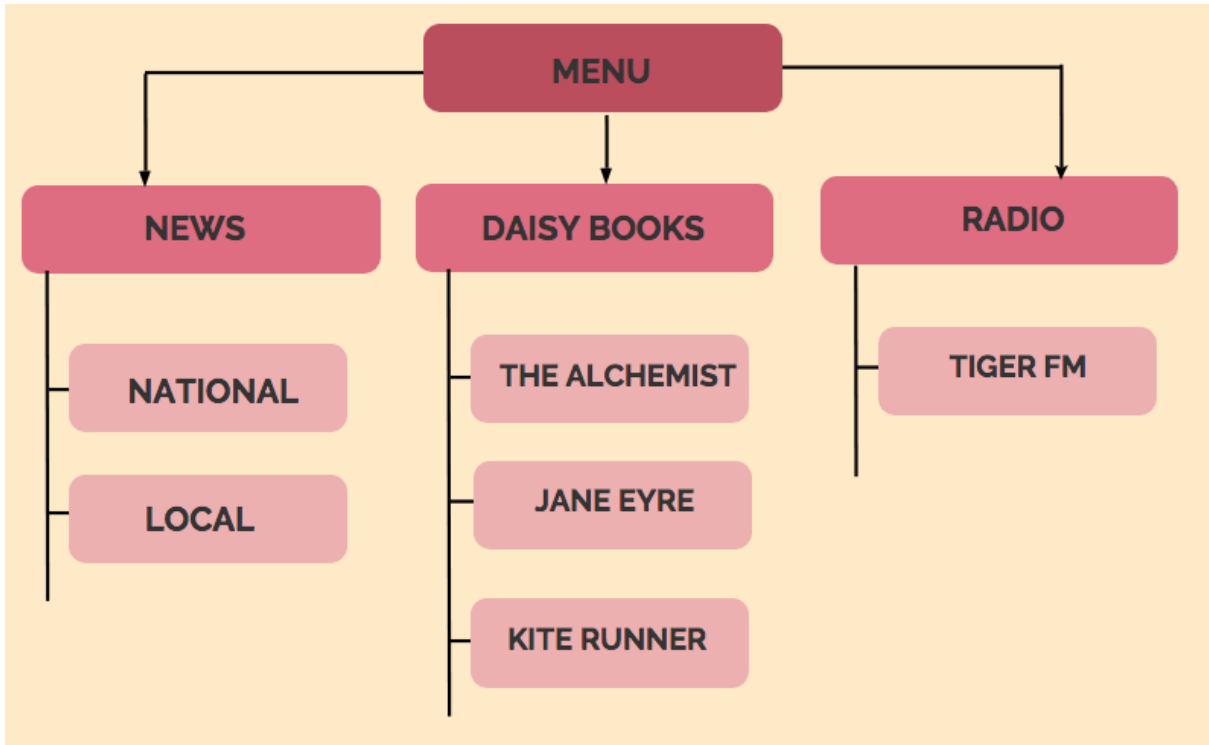 MENU
NEWS
DAISY BOOKS
RADIO
NATIONAL
LOCAL
THE ALCHEMIST
JANE EYRE
KITE RUNNER
TIGER FM